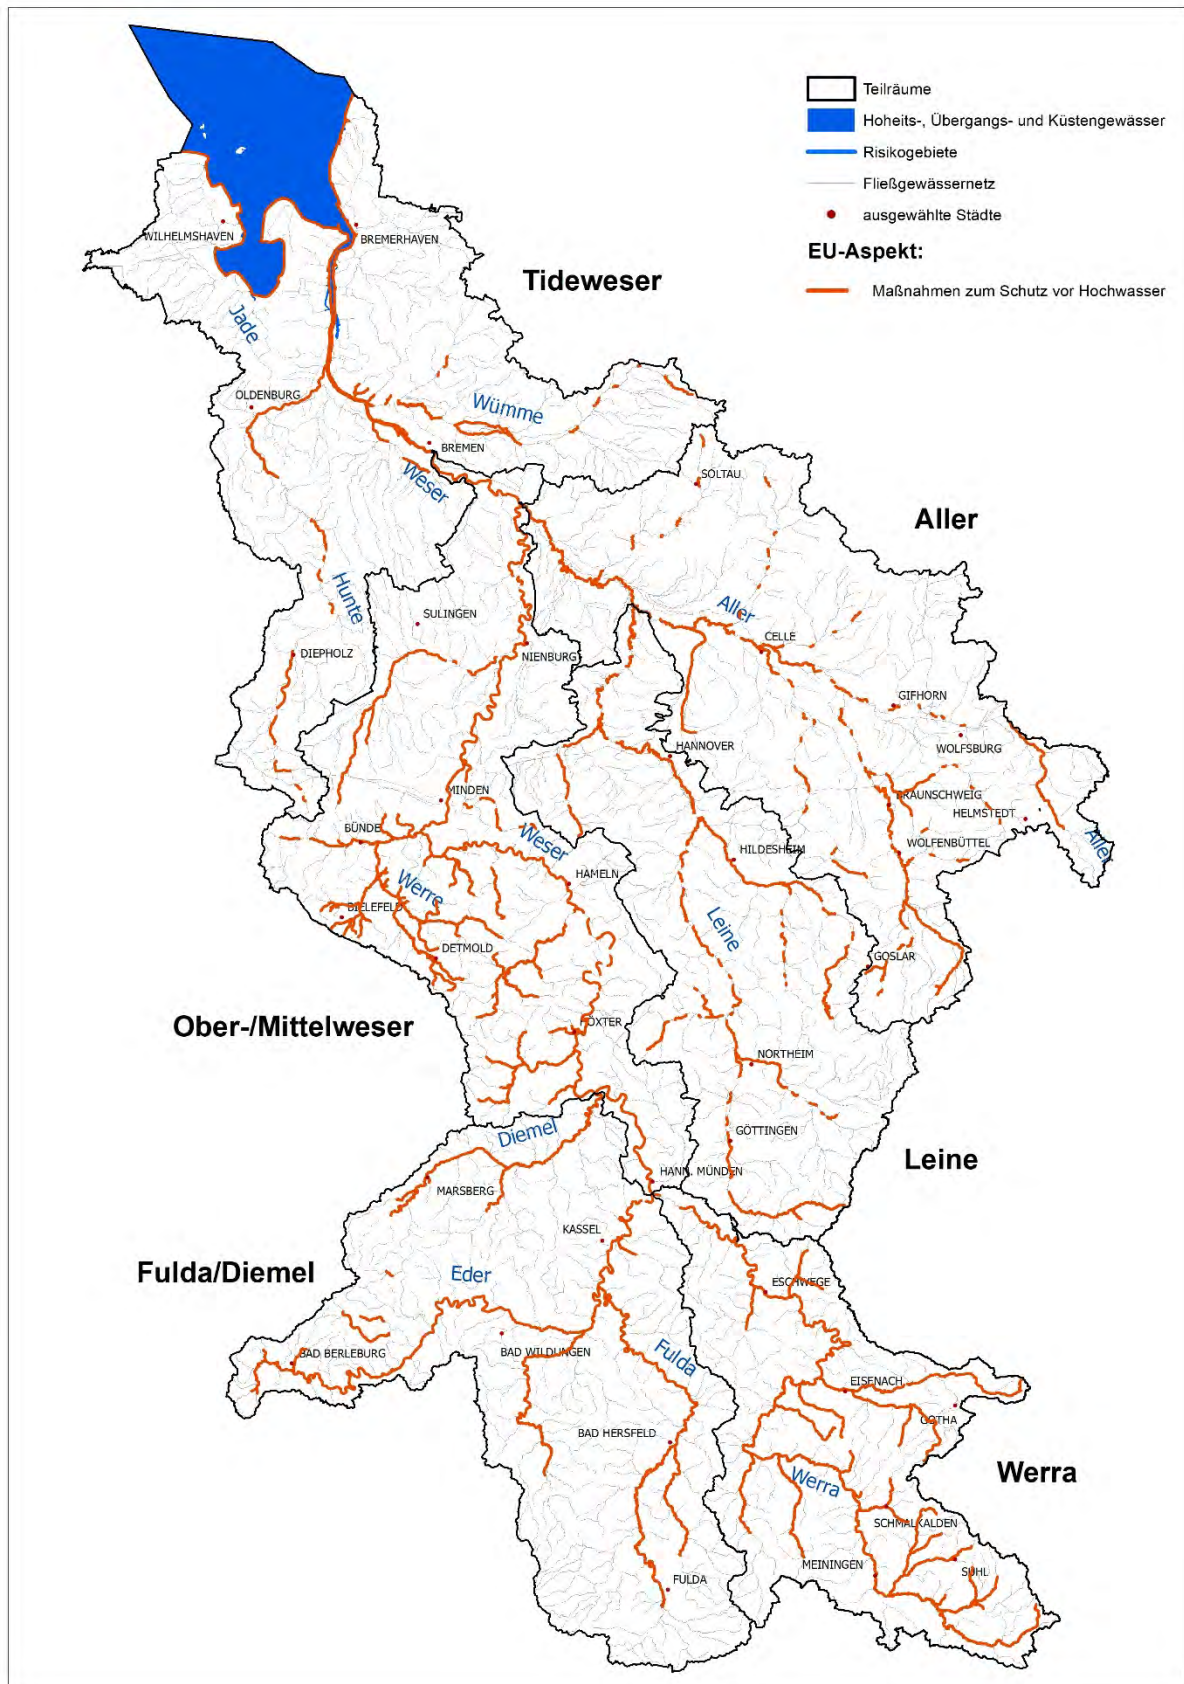 Teilräume
Hoheits-, Übergangs- und Küstengewässer
Risikogebiete
Fließgewässernetz
ausgewählte Städte
EU-Aspekt:
Maßnahmen zum Schutz vor Hochwasser
WILHELMSHAVEN
BREMERHAVEN
Tideweser
Jade
OLDENBURG
Wümme
BREMEN
Weser
SOLTAU
Aller
Hunte
SULINGEN
Aller
CELLE
DIEPHOLZ
NIENBURG
GIFHORN
HANNOVER
WOLFSBURG
MINDEN
BRAUNSCHWEIG
HELMSTEDT
BÜNDE
Weser
WOLFENBÜTTEL
Aller
HILDESHEIM
HAMELN
Werre
BIELEFELD
Leine
DETMOLD
GOSLAR
Ober-/Mittelweser
HÖXTER
NORTHEIM
Diemel
GÖTTINGEN
Leine
HANN. MÜNDEN
MARSBERG
KASSEL
Fulda/Diemel
Eder
ESCHWEGE
BAD BERLEBURG
BAD WILDUNGEN
Fulda
EISENACH
GOTHA
BAD HERSFELD
Werra
Werra
SCHMALKALDEN
MEININGEN
SUHL
FULDA